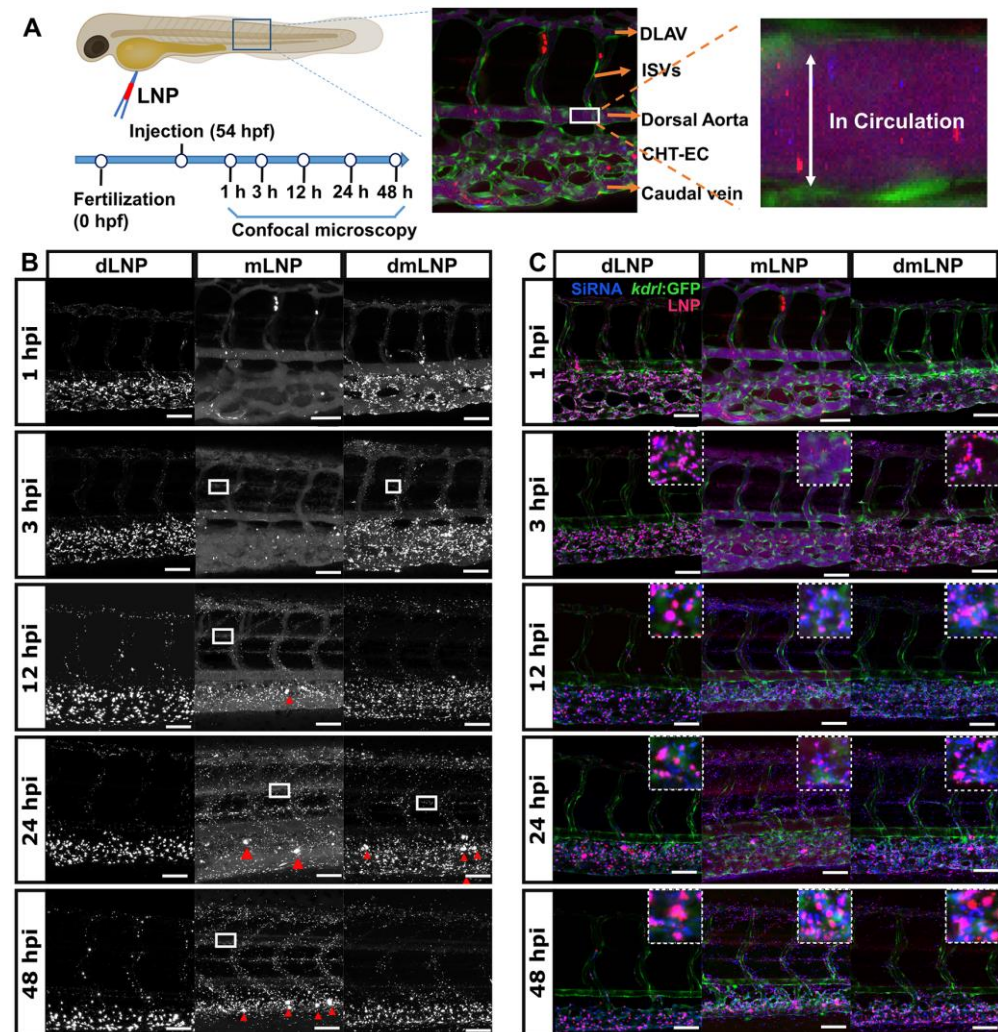 A
LNP
Injection (54 hpf)
Fertilization
(0 hpf)
1 h 3 h 12 h 24 h 48 h
Confocal microscopy
DLAV
ISVs
Dorsal Aorta
CHT-EC
Caudal vein
In Circulation
B
dLNP mLNP dmLNP
1 hpi
3 hpi
12 hpi
24 hpi
48 hpi
C
dLNP mLNP dmLNP
SiRNA kdrl:GFP
LNP
1 hpi
3 hpi
12 hpi
24 hpi
48 hpi